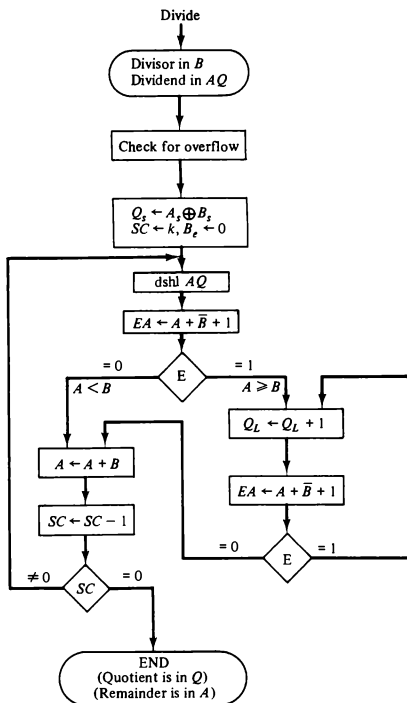 Divide
Divisor in B
Dividend in AQ
Check for overflow
Qₛ ← Aₛ ⊕ Bₛ
SC ← k, Bₑ ← 0
dshl AQ
EA ← A + B̅ + 1
= 0
E
= 1
A < B
A ≥ B
Q_L ← Q_L + 1
A ← A + B
EA ← A + B̅ + 1
SC ← SC − 1
= 0
E
= 1
≠ 0
SC
= 0
END
(Quotient is in Q)
(Remainder is in A)